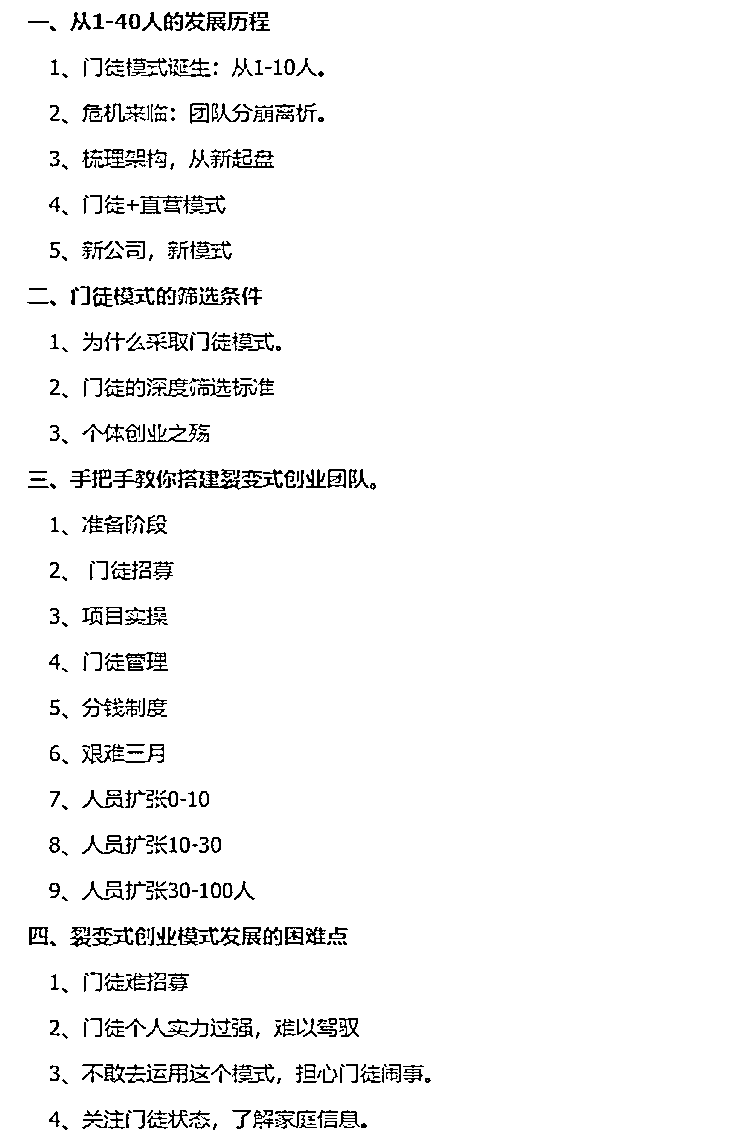 一、从1-40人的发展历程
1、门徒模式诞生：从1-10人。
2、危机来临：团队分崩离析。
3、梳理架构，从新起盘
4、门徒+直营模式
5、新公司，新模式
二、门徒模式的筛选条件
1、为什么采取门徒模式。
2、门徒的深度筛选标准
3、个体创业之殇
三、手把手教你搭建裂变式创业团队。
1、准备阶段
2、 门徒招募
3、项目实操
4、门徒管理
5、分钱制度
6、艰难三月
7、人员扩张0-10
8、人员扩张10-30
9、人员扩张30-100人
四、裂变式创业模式发展的困难点
1、门徒难招募
2、门徒个人实力过强，难以驾驭
3、不敢去运用这个模式，担心门徒闹事。
4、关注门徒状态，了解家庭信息。